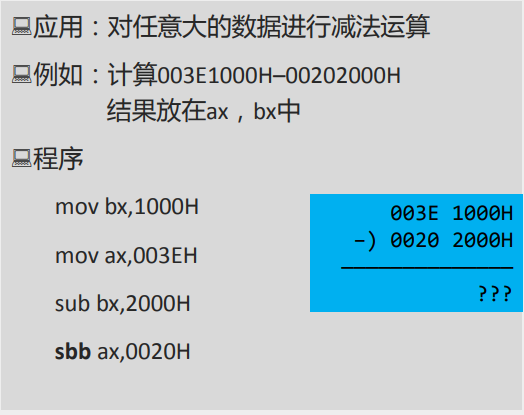 应用：对任意大的数据进行减法运算
例如：计算003E1000H–00202000H
结果放在ax，bx中
程序
mov bx,1000H
mov ax,003EH
sub bx,2000H
sbb ax,0020H
003E 1000H
–) 0020 2000H
???